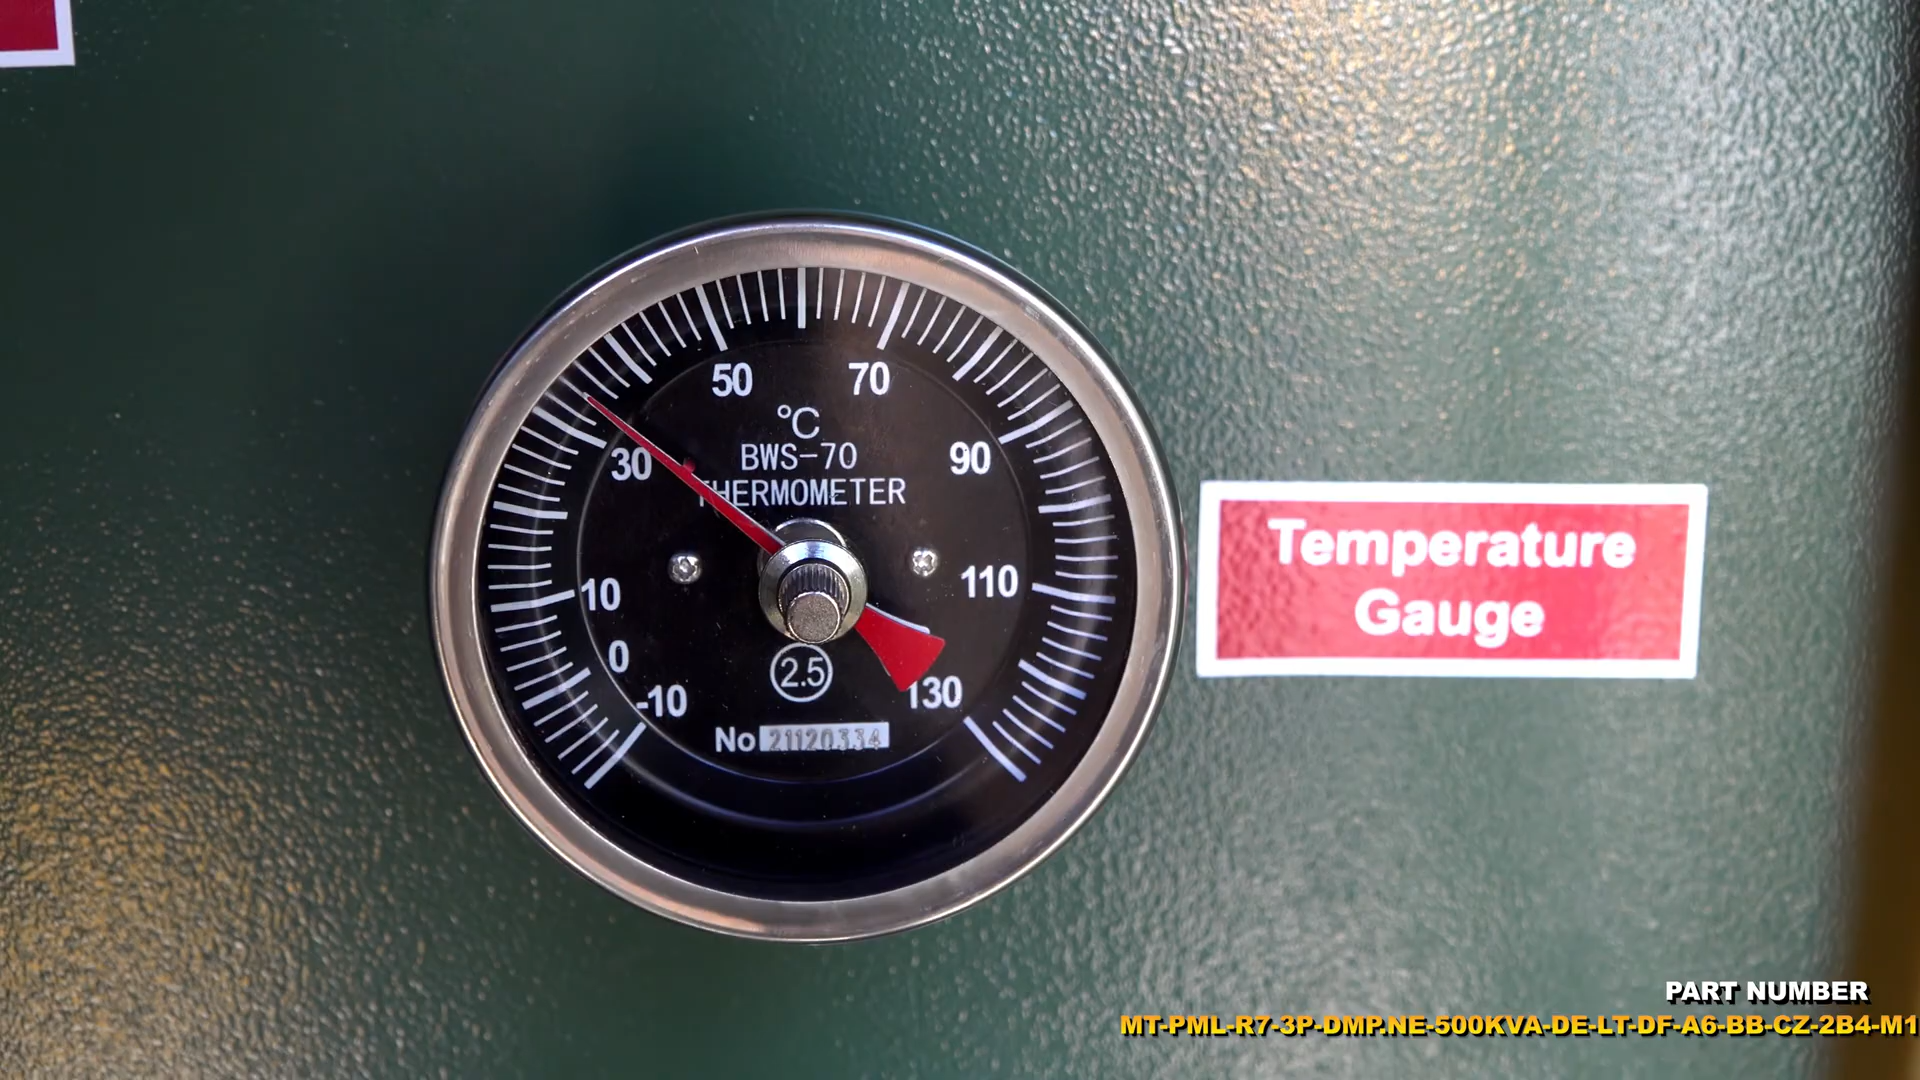 50 70
°C
BWS-70
30 90
THERMOMETER
10 110
0
2.5
-10 130
No 21120334
Temperature
Gauge
PART NUMBER
MT-PML-R7-3P-DMP.NE-500KVA-DE-LT-DF-A6-BB-CZ-2B4-M1